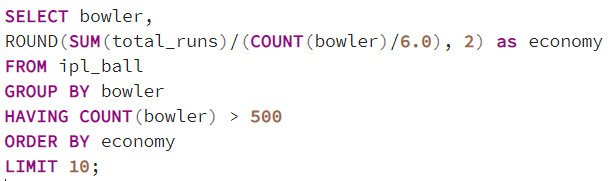 SELECT bowler,
ROUND(SUM(total_runs)/(COUNT(bowler)/6.0), 2) as economy
FROM ipl_ball
GROUP BY bowler
HAVING COUNT(bowler) > 500
ORDER BY economy
LIMIT 10;